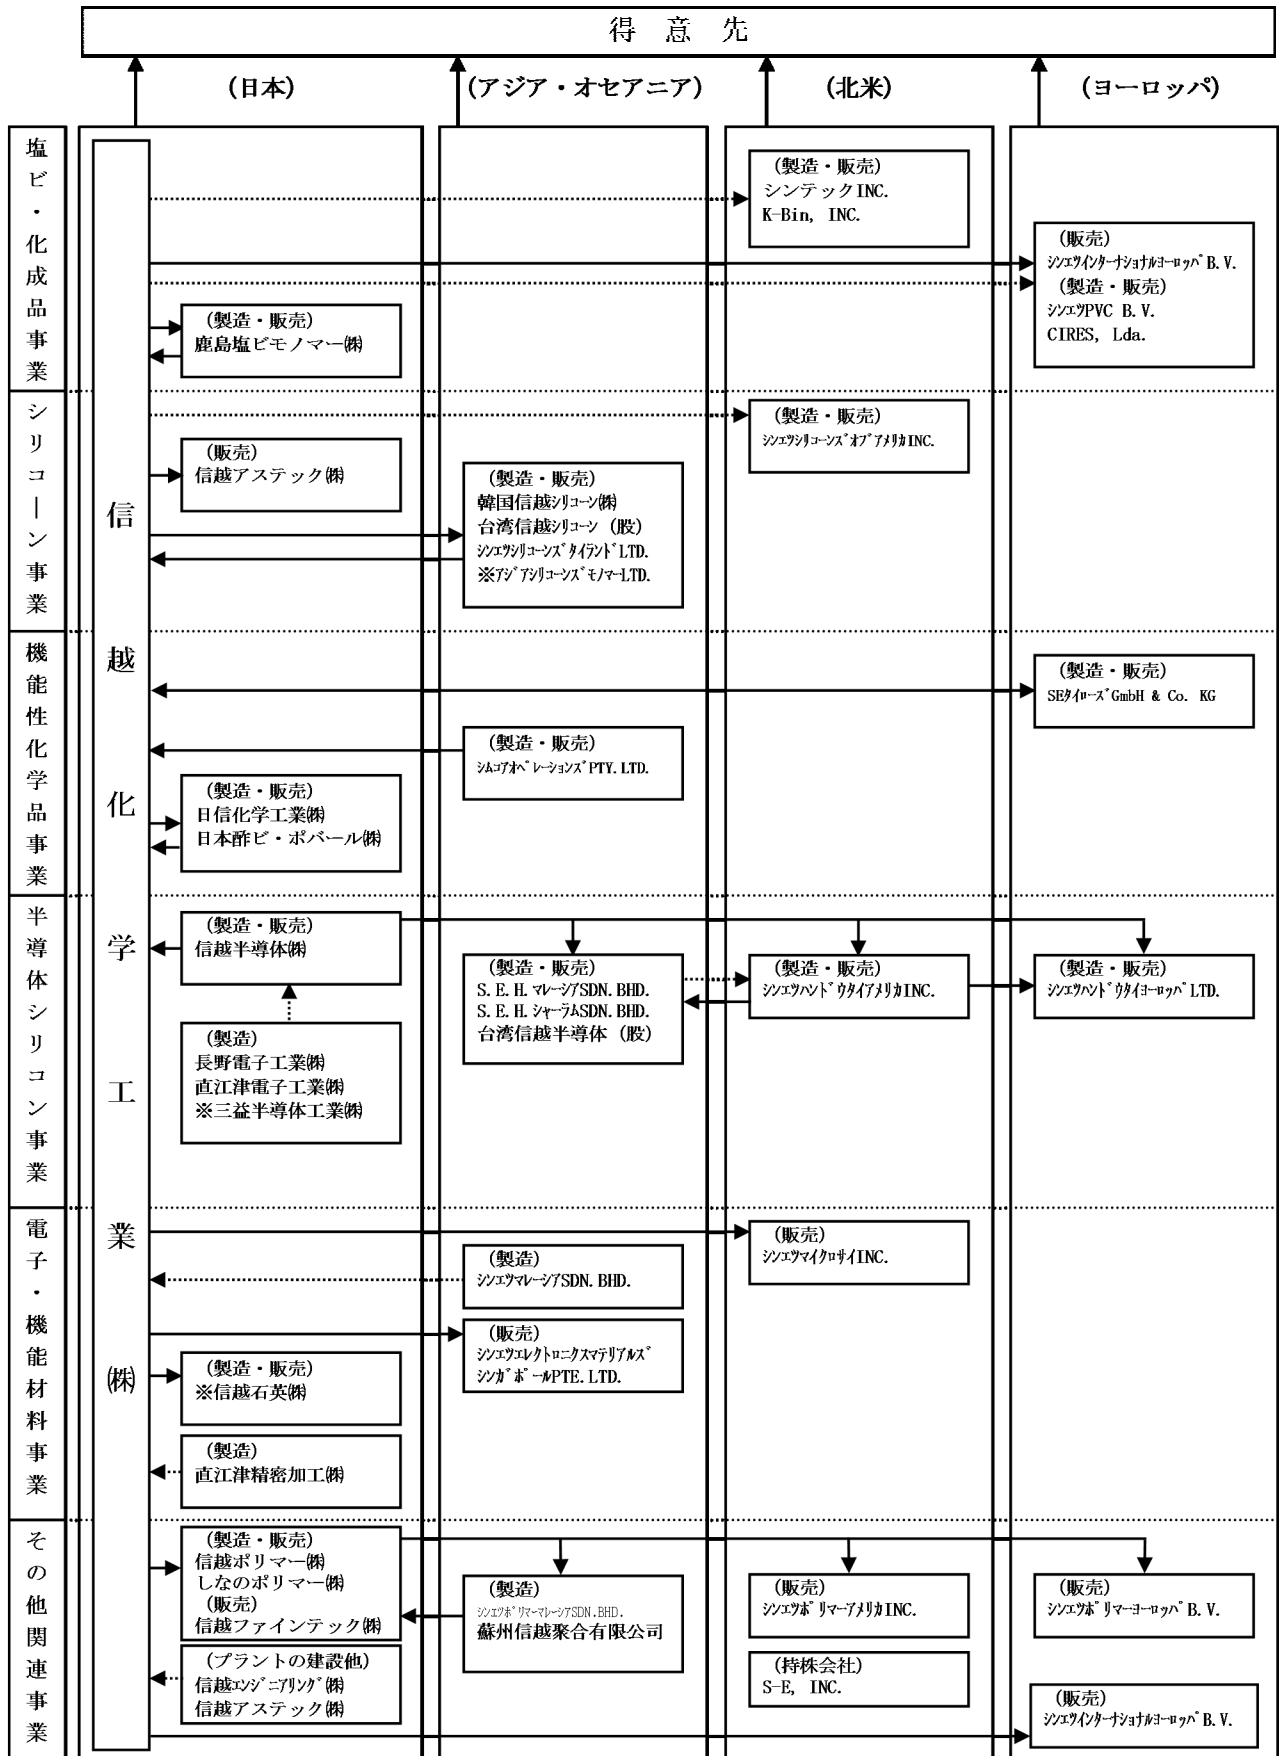 得 意 先
(日本)
(アジア・オセアニア)
(北米)
(ヨーロッパ)
塩ビ・化成品事業
シリコーン事業
機能性化学品事業
半導体シリコン事業
電子・機能材料事業
その他関連事業
信越化学工業㈱
(製造・販売)
シンテックINC.
K-Bin, INC.
(販売)
シンエツインターナショナルヨーロッパB.V.
(製造・販売)
シンエツPVC B.V.
CIRES, Lda.
(製造・販売)
鹿島塩ビモノマー㈱
(製造・販売)
シンエツシリコーンズオブアメリカINC.
(販売)
信越アステック㈱
(製造・販売)
韓国信越シリコーン㈱
台湾信越シリコーン(股)
シンエツシリコーンズタイランドLTD.
※アジアシリコーンズモノマーLTD.
(製造・販売)
SEタイローズGmbH & Co. KG
(製造・販売)
シムコアオペレーションズPTY.LTD.
(製造・販売)
日信化学工業㈱
日本酢ビ・ポバール㈱
(製造・販売)
信越半導体㈱
(製造・販売)
S.E.H.マレーシアSDN.BHD.
S.E.H.シャーラムSDN.BHD.
台湾信越半導体(股)
(製造・販売)
シンエツハンドウタイアメリカINC.
(製造・販売)
シンエツハンドウタイヨーロッパLTD.
(製造)
長野電子工業㈱
直江津電子工業㈱
※三益半導体工業㈱
(販売)
シンエツマイクロサイINC.
(製造)
シンエツマレーシアSDN.BHD.
(販売)
シンエツエレクトロニクスマテリアルズ
シンガポールPTE.LTD.
(製造・販売)
※信越石英㈱
(製造)
直江津精密加工㈱
(製造・販売)
信越ポリマー㈱
しなのポリマー㈱
(販売)
信越ファインテック㈱
(製造)
シンエツポリマーマレーシアSDN.BHD.
蘇州信越聚合有限公司
(販売)
シンエツポリマーアメリカINC.
(販売)
シンエツポリマーヨーロッパB.V.
(プラントの建設他)
信越エンジニアリング㈱
信越アステック㈱
(持株会社)
S-E, INC.
(販売)
シンエツインターナショナルヨーロッパB.V.